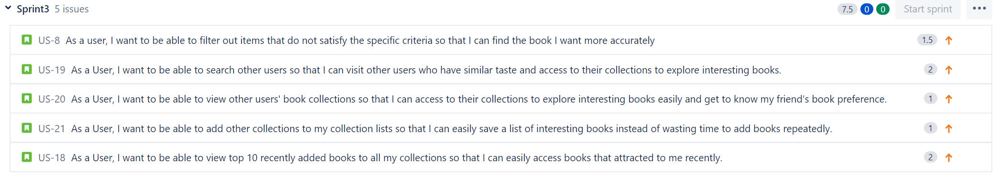 Sprint3 5 issues 7.5 0 0 Start sprint
US-8 As a user, I want to be able to filter out items that do not satisfy the specific criteria so that I can find the book I want more accurately 1.5
US-19 As a User, I want to be able to search other users so that I can visit other users who have similar taste and access to their collections to explore interesting books. 2
US-20 As a User, I want to be able to view other users' book collections so that I can access to their collections to explore interesting books easily and get to know my friend’s book preference. 1
US-21 As a User, I want to be able to add other collections to my collection lists so that I can easily save a list of interesting books instead of wasting time to add books repeatedly. 1
US-18 As a User, I want to be able to view top 10 recently added books to all my collections so that I can easily access books that attracted to me recently. 2